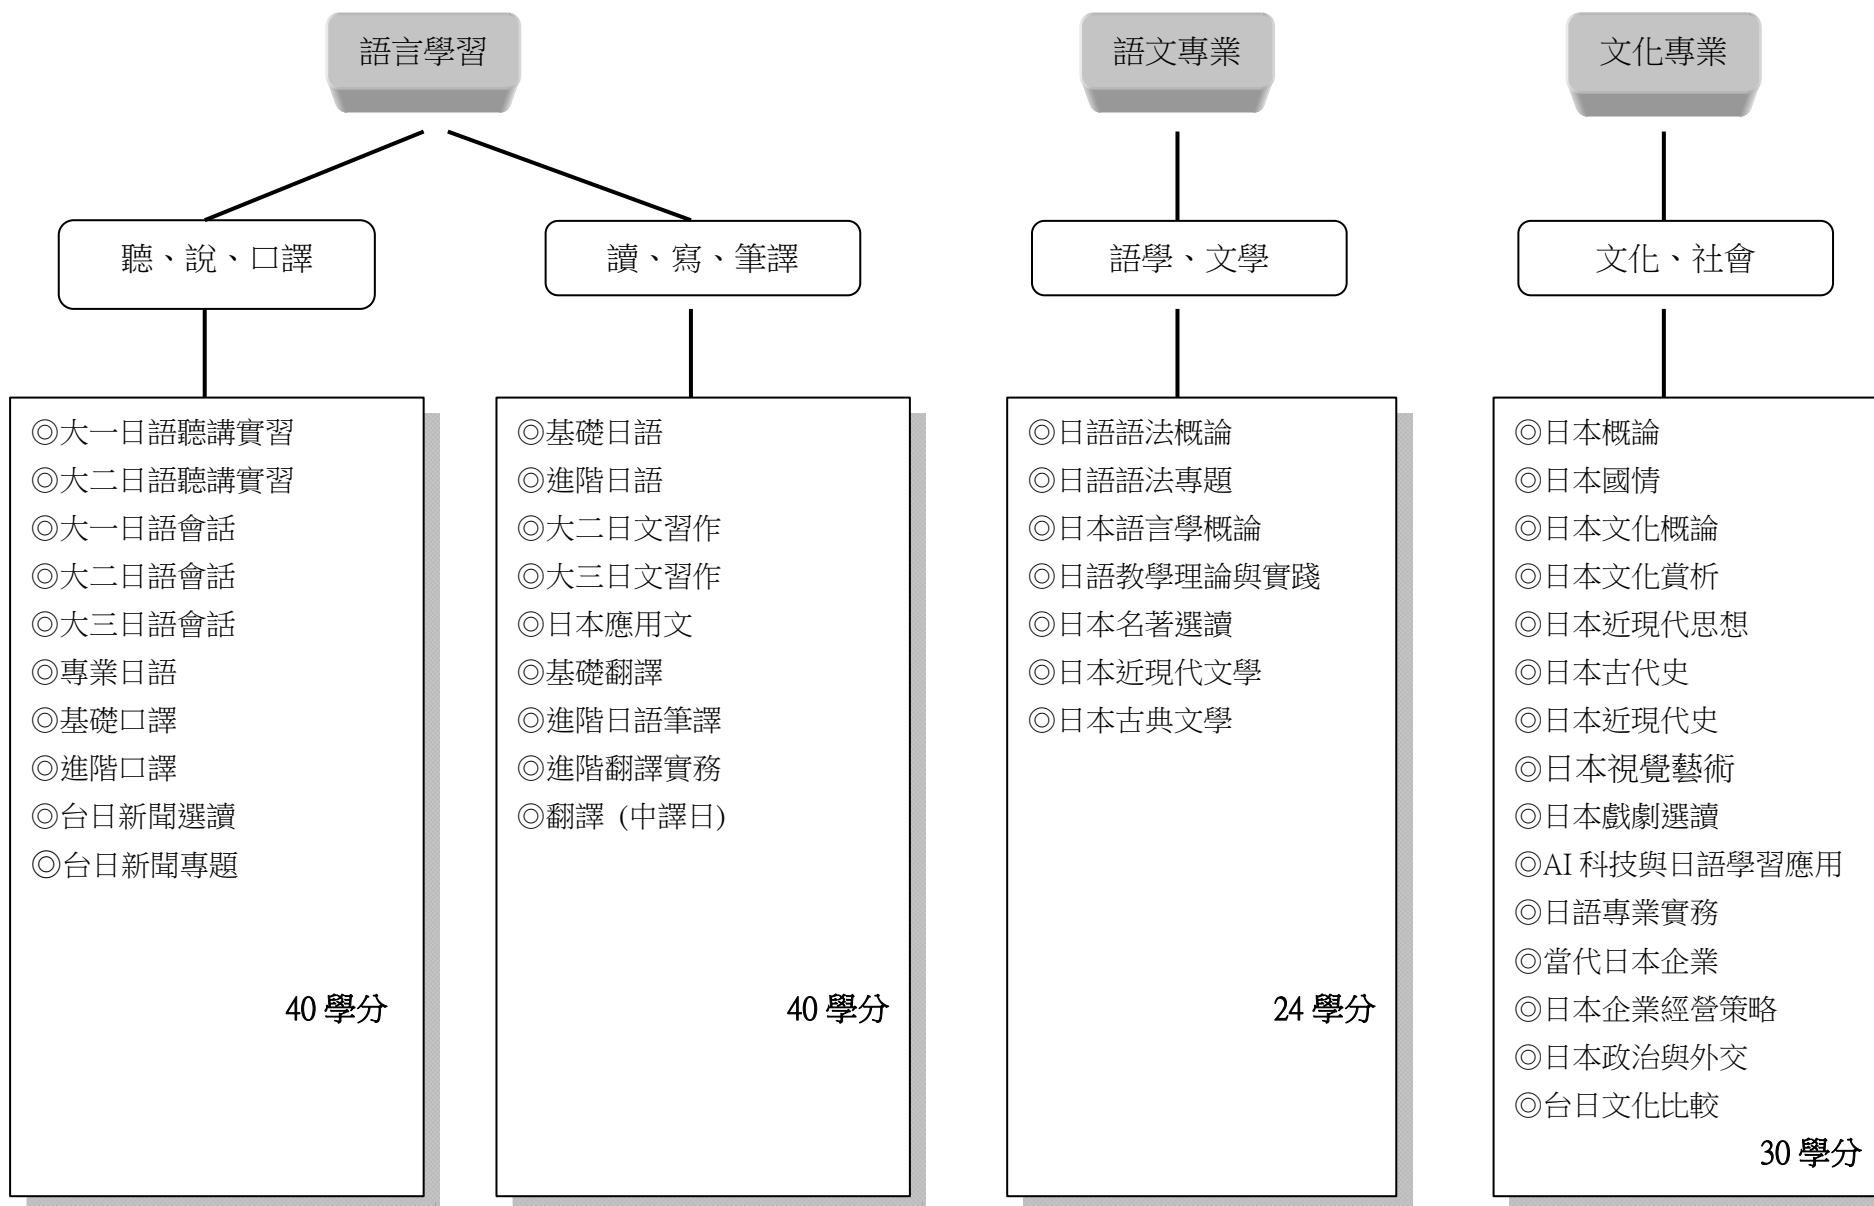 語言學習
語文專業
文化專業
聽、說、口譯
讀、寫、筆譯
語學、文學
文化、社會
◎大一日語聽講實習
◎大二日語聽講實習
◎大一日語會話
◎大二日語會話
◎大三日語會話
◎專業日語
◎基礎口譯
◎進階口譯
◎台日新聞選讀
◎台日新聞專題
40 學分
◎基礎日語
◎進階日語
◎大二日文習作
◎大三日文習作
◎日本應用文
◎基礎翻譯
◎進階日語筆譯
◎進階翻譯實務
◎翻譯 (中譯日)
40 學分
◎日語語法概論
◎日語語法專題
◎日本語言學概論
◎日語教學理論與實踐
◎日本名著選讀
◎日本近現代文學
◎日本古典文學
24 學分
◎日本概論
◎日本國情
◎日本文化概論
◎日本文化賞析
◎日本近現代思想
◎日本古代史
◎日本近現代史
◎日本視覺藝術
◎日本戲劇選讀
◎AI 科技與日語學習應用
◎日語專業實務
◎當代日本企業
◎日本企業經營策略
◎日本政治與外交
◎台日文化比較
30 學分